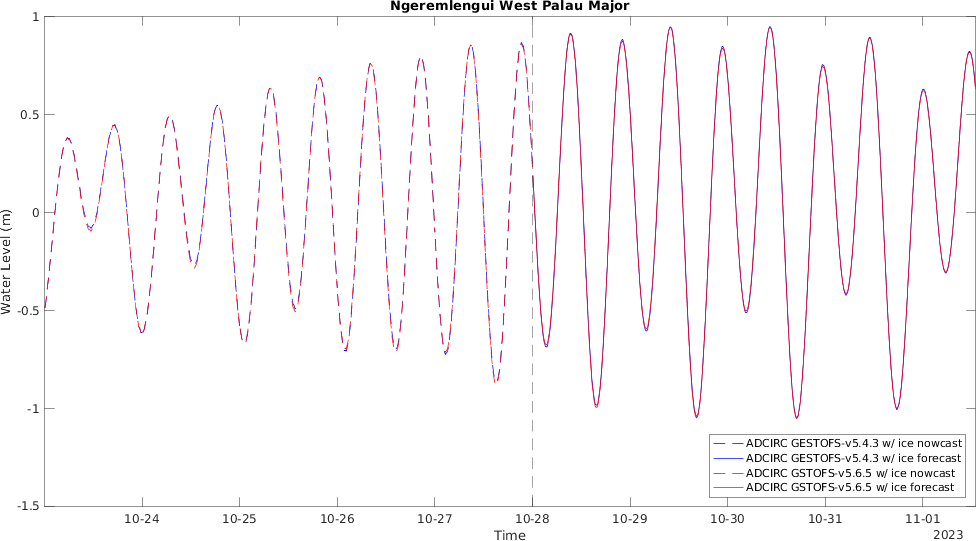 Ngeremlengui West Palau Major
1
0.5
0
-0.5
-1
-1.5
Water Level (m)
10-24
10-25
10-26
10-27
10-28
10-29
10-30
10-31
11-01
Time
2023
ADCIRC GESTOFS-v5.4.3 w/ ice nowcast
ADCIRC GESTOFS-v5.4.3 w/ ice forecast
ADCIRC GSTOFS-v5.6.5 w/ ice nowcast
ADCIRC GSTOFS-v5.6.5 w/ ice forecast